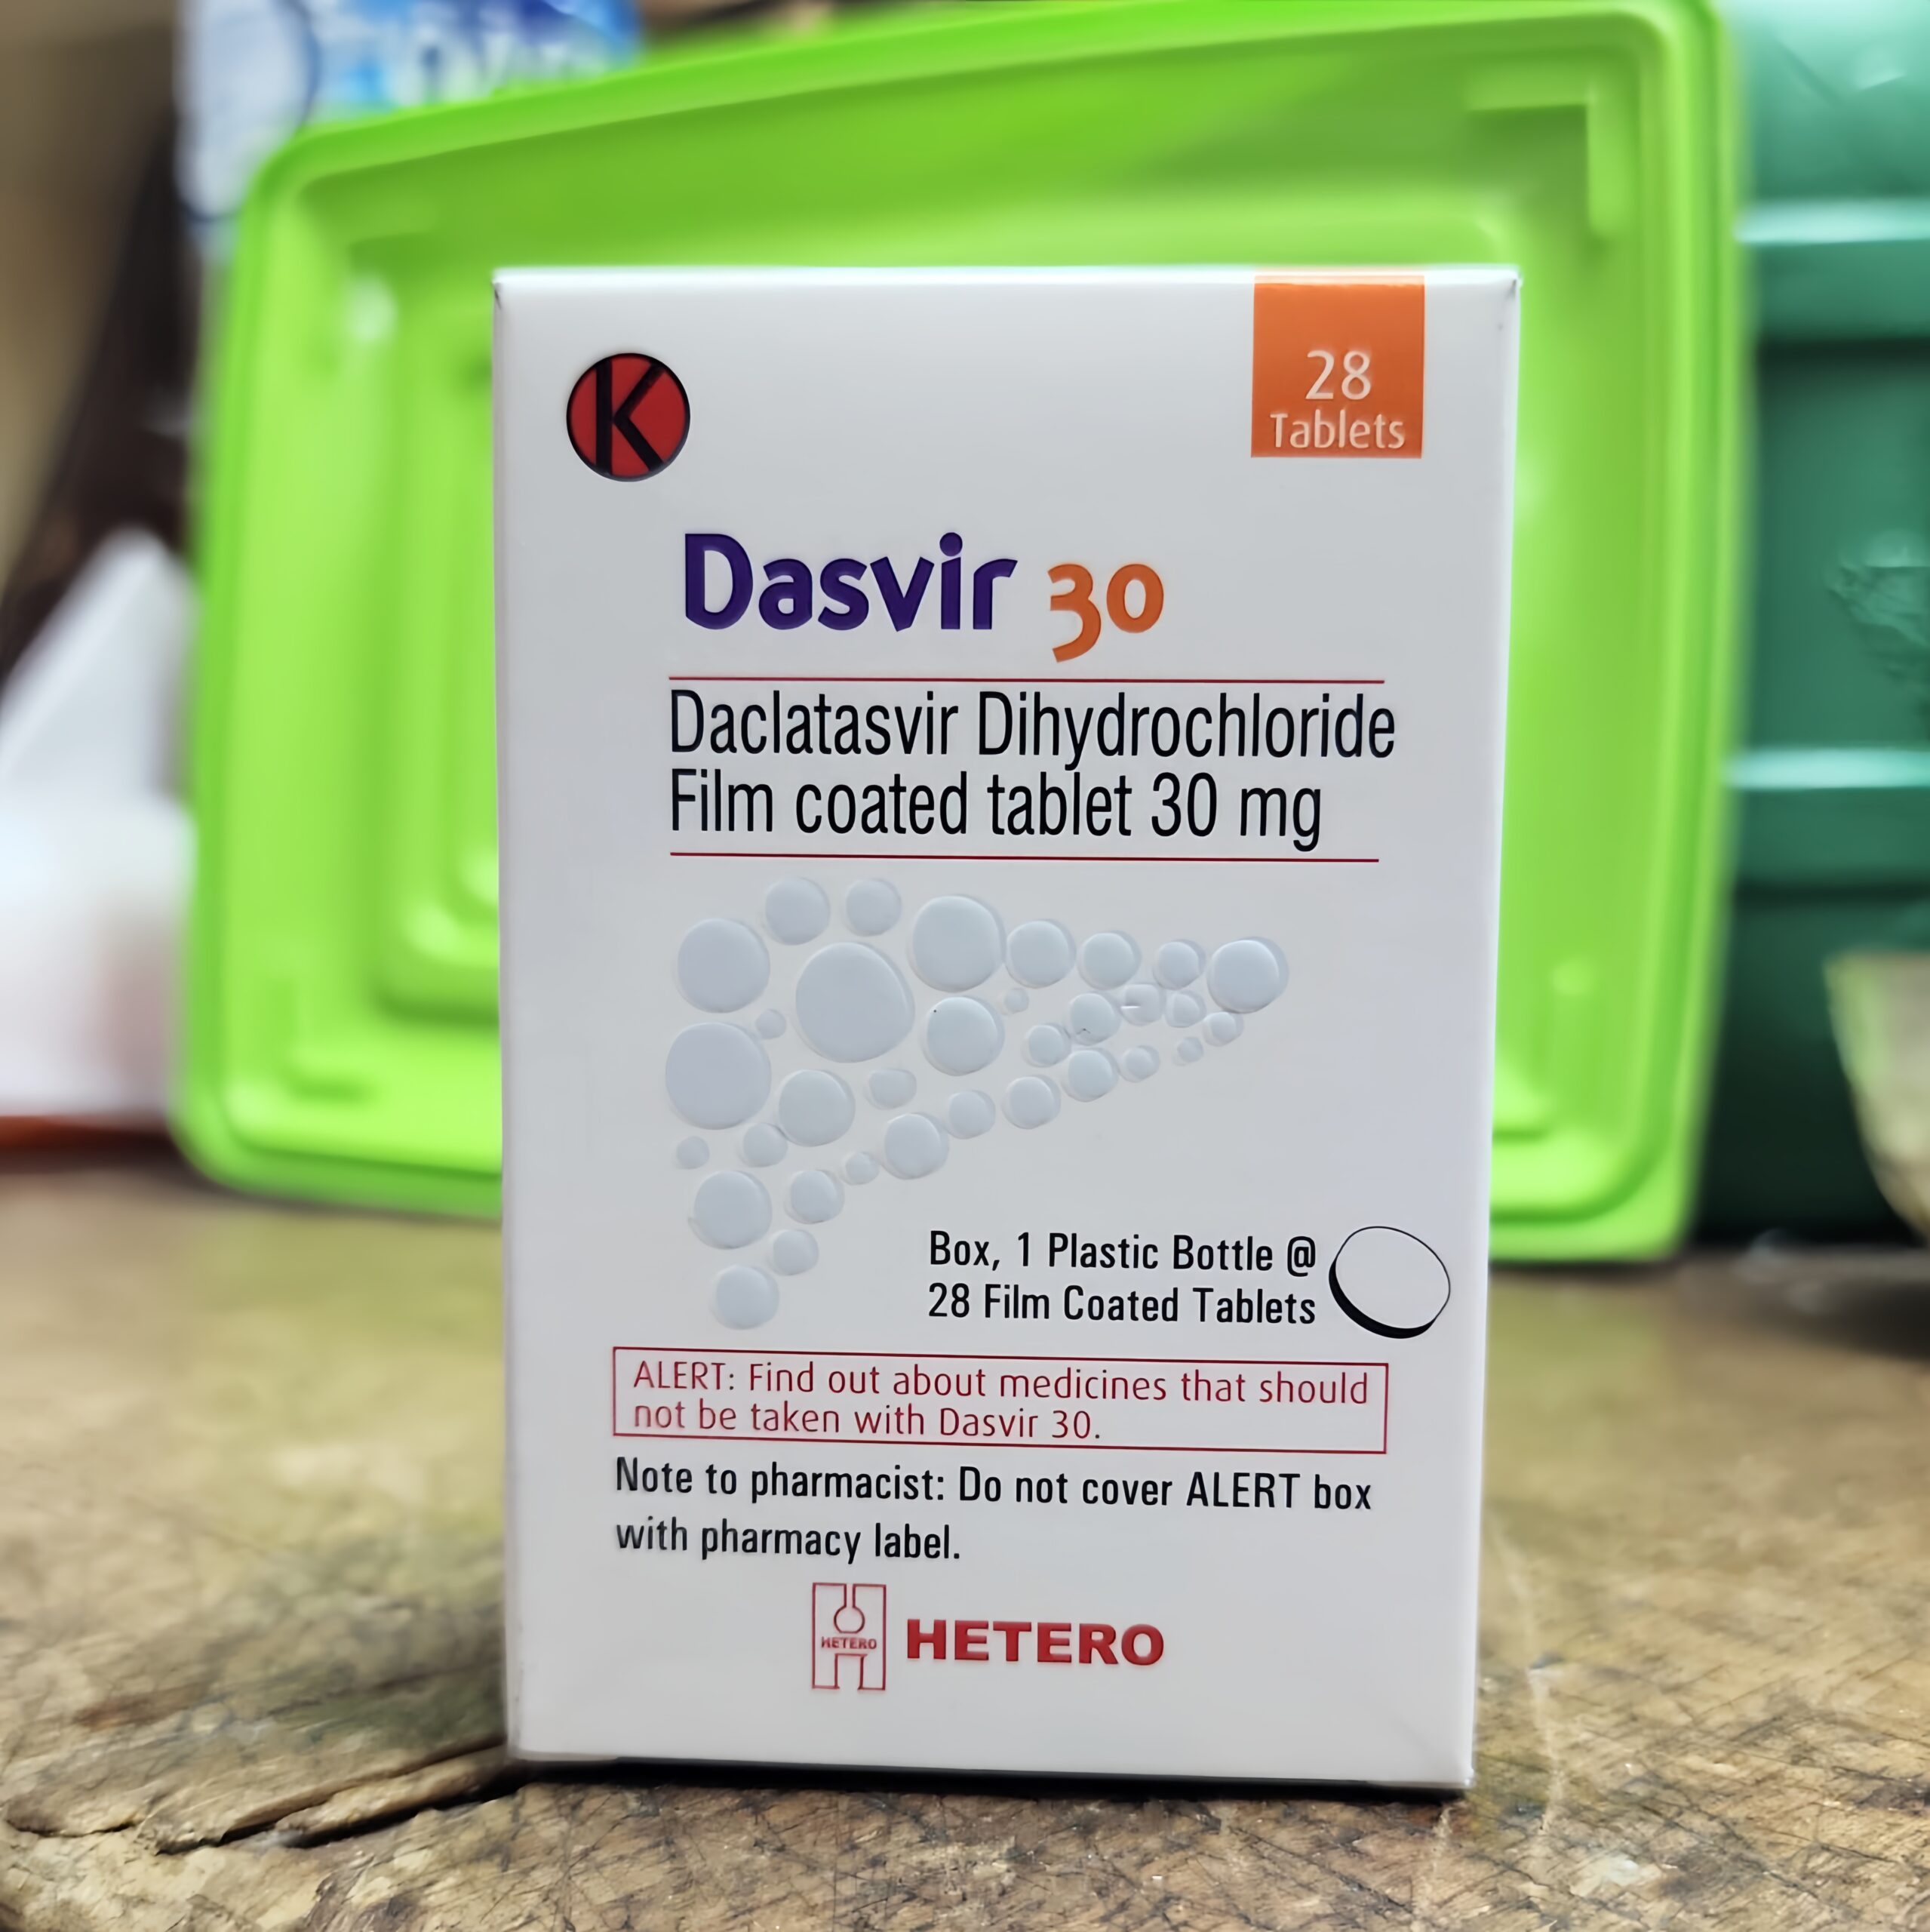 K
28
Tablets
Dasvir 30
Daclatasvir Dihydrochloride
Film coated tablet 30 mg
Box, 1 Plastic Bottle @
28 Film Coated Tablets
ALERT: Find out about medicines that should
not be taken with Dasvir 30.
Note to pharmacist: Do not cover ALERT box
with pharmacy label.
HETERO
HETERO